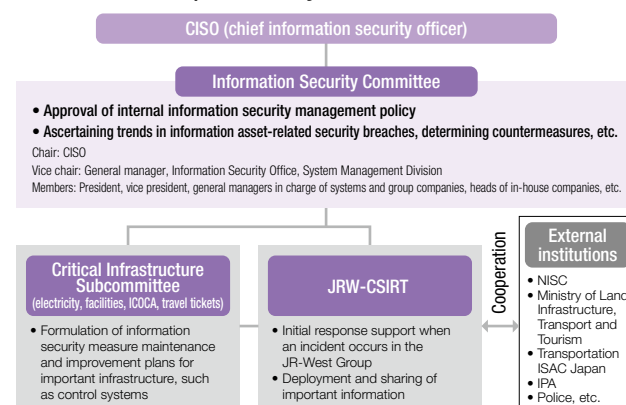 CISO (chief information security officer)
Information Security Committee
• Approval of internal information security management policy
• Ascertaining trends in information asset-related security breaches, determining countermeasures, etc.
Chair: CISO
Vice chair: General manager, Information Security Office, System Management Division
Members: President, vice president, general managers in charge of systems and group companies, heads of in-house companies, etc.
Critical Infrastructure
Subcommittee
(electricity, facilities, ICOCA, travel tickets)
• Formulation of information
security measure maintenance
and improvement plans for
important infrastructure, such
as control systems
JRW-CSIRT
• Initial response support when
an incident occurs in the
JR-West Group
• Deployment and sharing of
important information
Cooperation
External
institutions
• NISC
• Ministry of Land
Infrastructure,
Transport and
Tourism
• Transportation
ISAC Japan
• IPA
• Police, etc.